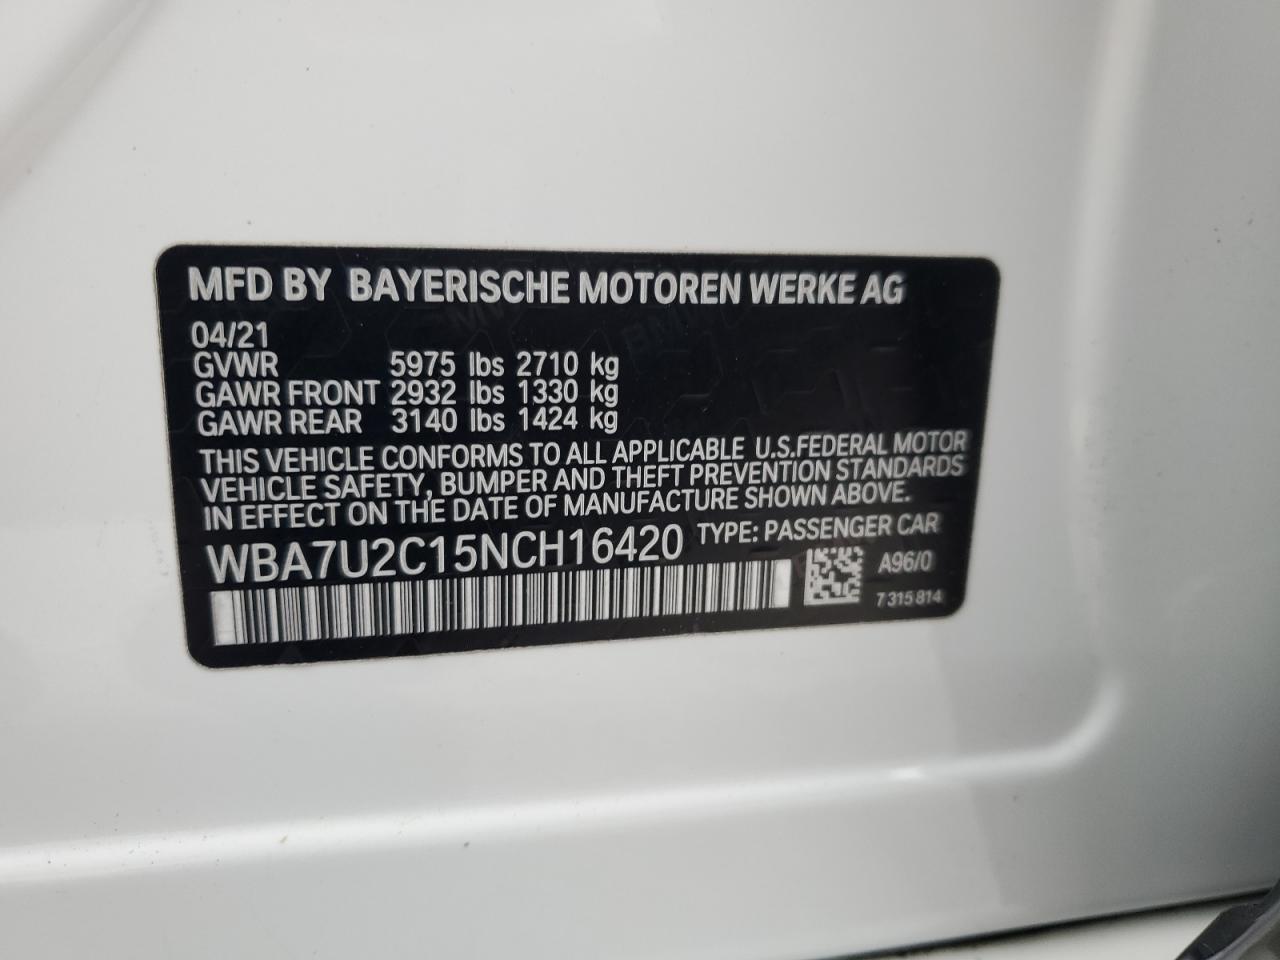 MFD BY BAYERISCHE MOTOREN WERKE AG
04/21
GVWR 5975 lbs 2710 kg
GAWR FRONT 2932 lbs 1330 kg
GAWR REAR 3140 lbs 1424 kg
THIS VEHICLE CONFORMS TO ALL APPLICABLE U.S.FEDERAL MOTOR
VEHICLE SAFETY, BUMPER AND THEFT PREVENTION STANDARDS
IN EFFECT ON THE DATE OF MANUFACTURE SHOWN ABOVE.
WBA7U2C15NCH16420 TYPE: PASSENGER CAR
A96/0
7 315 814